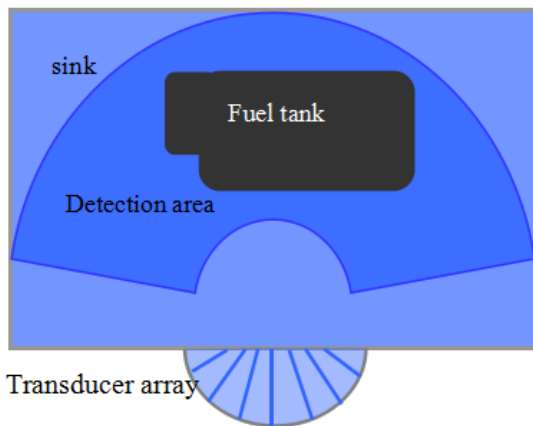 sink
Fuel tank
Detection area
Transducer array